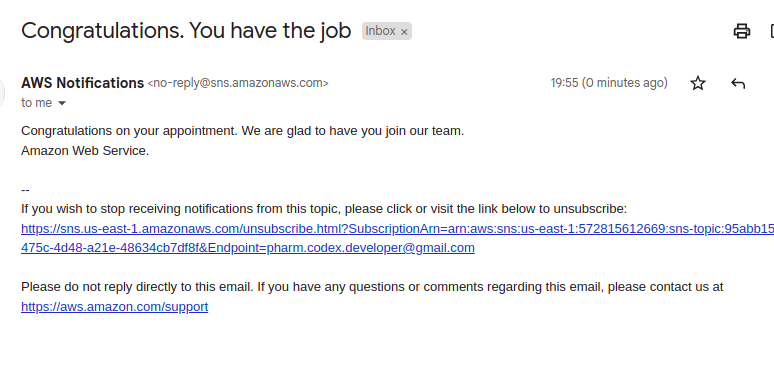 Congratulations. You have the job Inbox ×
AWS Notifications <no-reply@sns.amazonaws.com> 19:55 (0 minutes ago)
to me
Congratulations on your appointment. We are glad to have you join our team.
Amazon Web Service.
--
If you wish to stop receiving notifications from this topic, please click or visit the link below to unsubscribe:
https://sns.us-east-1.amazonaws.com/unsubscribe.html?SubscriptionArn=arn:aws:sns:us-east-1:572815612669:sns-topic:95abb15
475c-4d48-a21e-48634cb7df8f&Endpoint=pharm.codex.developer@gmail.com
Please do not reply directly to this email. If you have any questions or comments regarding this email, please contact us at
https://aws.amazon.com/support